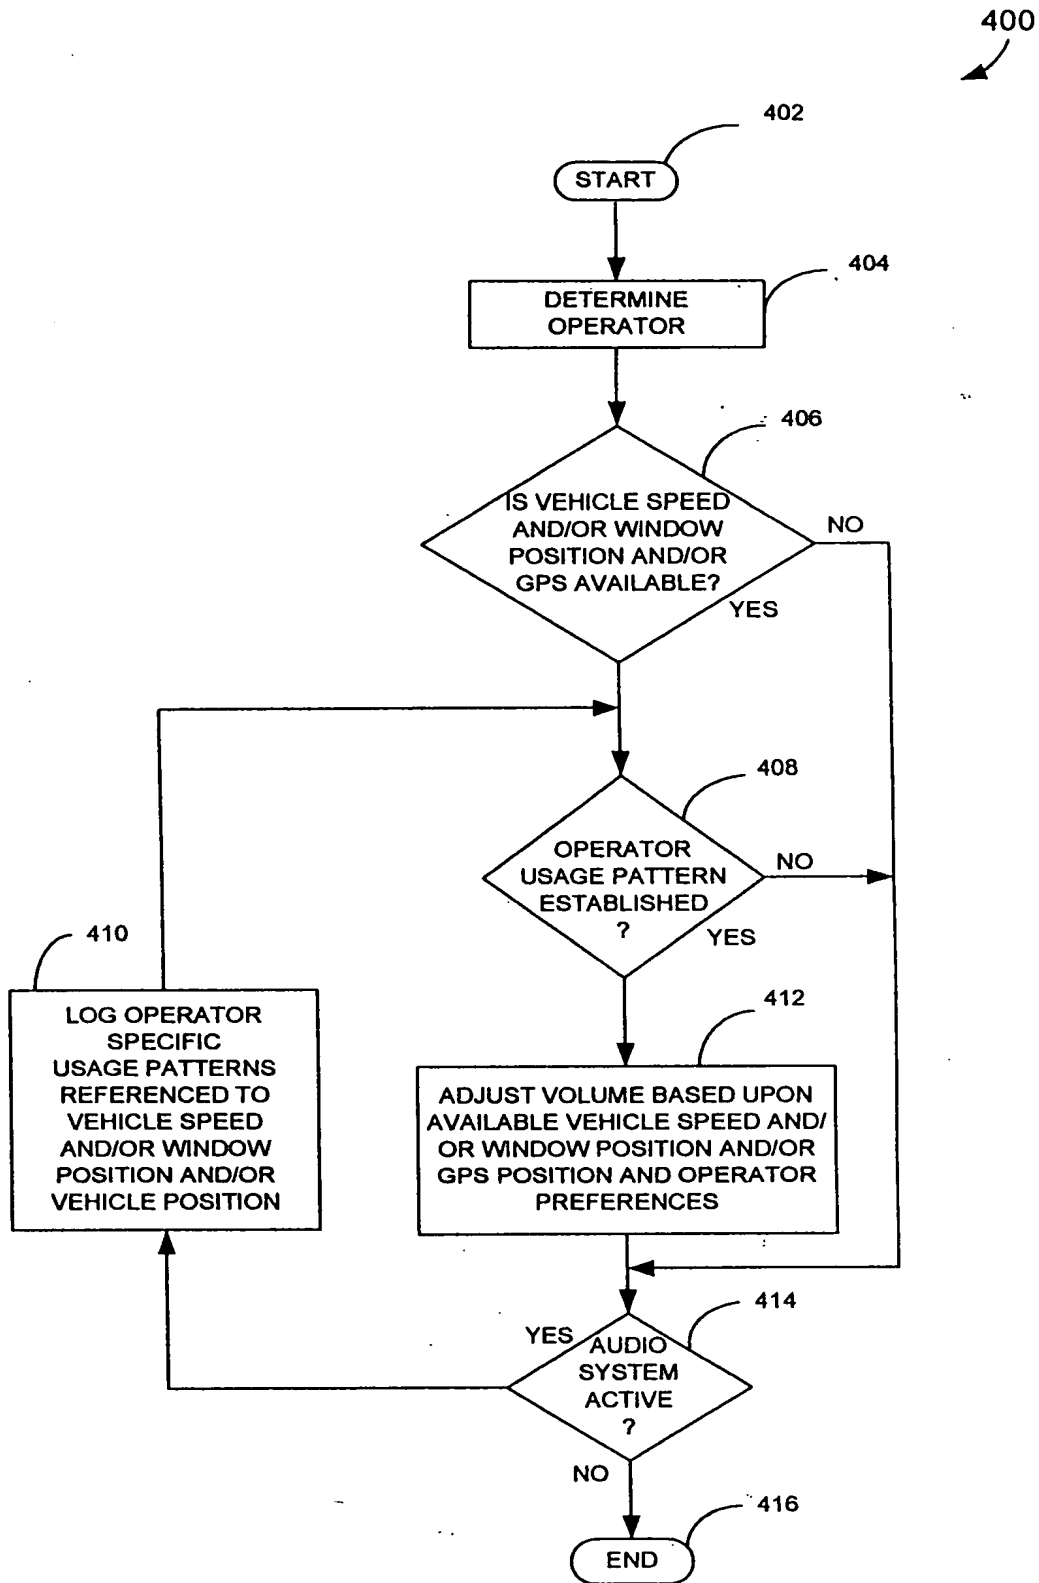 400
402
START
404
DETERMINE
OPERATOR
406
IS VEHICLE SPEED
AND/OR WINDOW
POSITION AND/OR
GPS AVAILABLE?
NO
YES
408
OPERATOR
USAGE PATTERN
ESTABLISHED
?
NO
YES
410
LOG OPERATOR
SPECIFIC
USAGE PATTERNS
REFERENCED TO
VEHICLE SPEED
AND/OR WINDOW
POSITION AND/OR
VEHICLE POSITION
412
ADJUST VOLUME BASED UPON
AVAILABLE VEHICLE SPEED AND/
OR WINDOW POSITION AND/OR
GPS POSITION AND OPERATOR
PREFERENCES
414
YES
AUDIO
SYSTEM
ACTIVE
?
NO
416
END